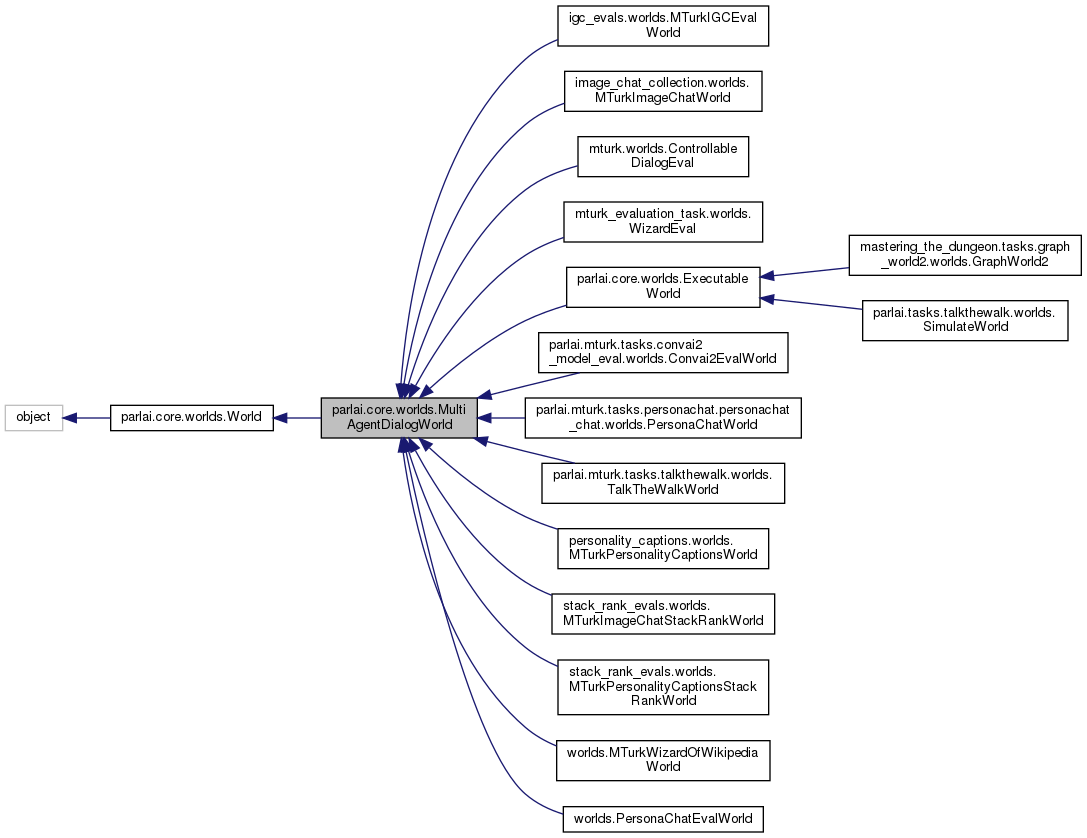 igc_evals.worlds.MTurkIGCEval
World
image_chat_collection.worlds.
MTurkImageChatWorld
mturk.worlds.Controllable
DialogEval
mturk_evaluation_task.worlds.
WizardEval
parlai.core.worlds.Executable
World
mastering_the_dungeon.tasks.graph
_world2.worlds.GraphWorld2
parlai.tasks.talkthewalk.worlds.
SimulateWorld
parlai.mturk.tasks.convai2
_model_eval.worlds.Convai2EvalWorld
object
parlai.core.worlds.World
parlai.core.worlds.Multi
AgentDialogWorld
parlai.mturk.tasks.personachat.personachat
_chat.worlds.PersonaChatWorld
parlai.mturk.tasks.talkthewalk.worlds.
TalkTheWalkWorld
personality_captions.worlds.
MTurkPersonalityCaptionsWorld
stack_rank_evals.worlds.
MTurkImageChatStackRankWorld
stack_rank_evals.worlds.
MTurkPersonalityCaptionsStack
RankWorld
worlds.MTurkWizardOfWikipedia
World
worlds.PersonaChatEvalWorld